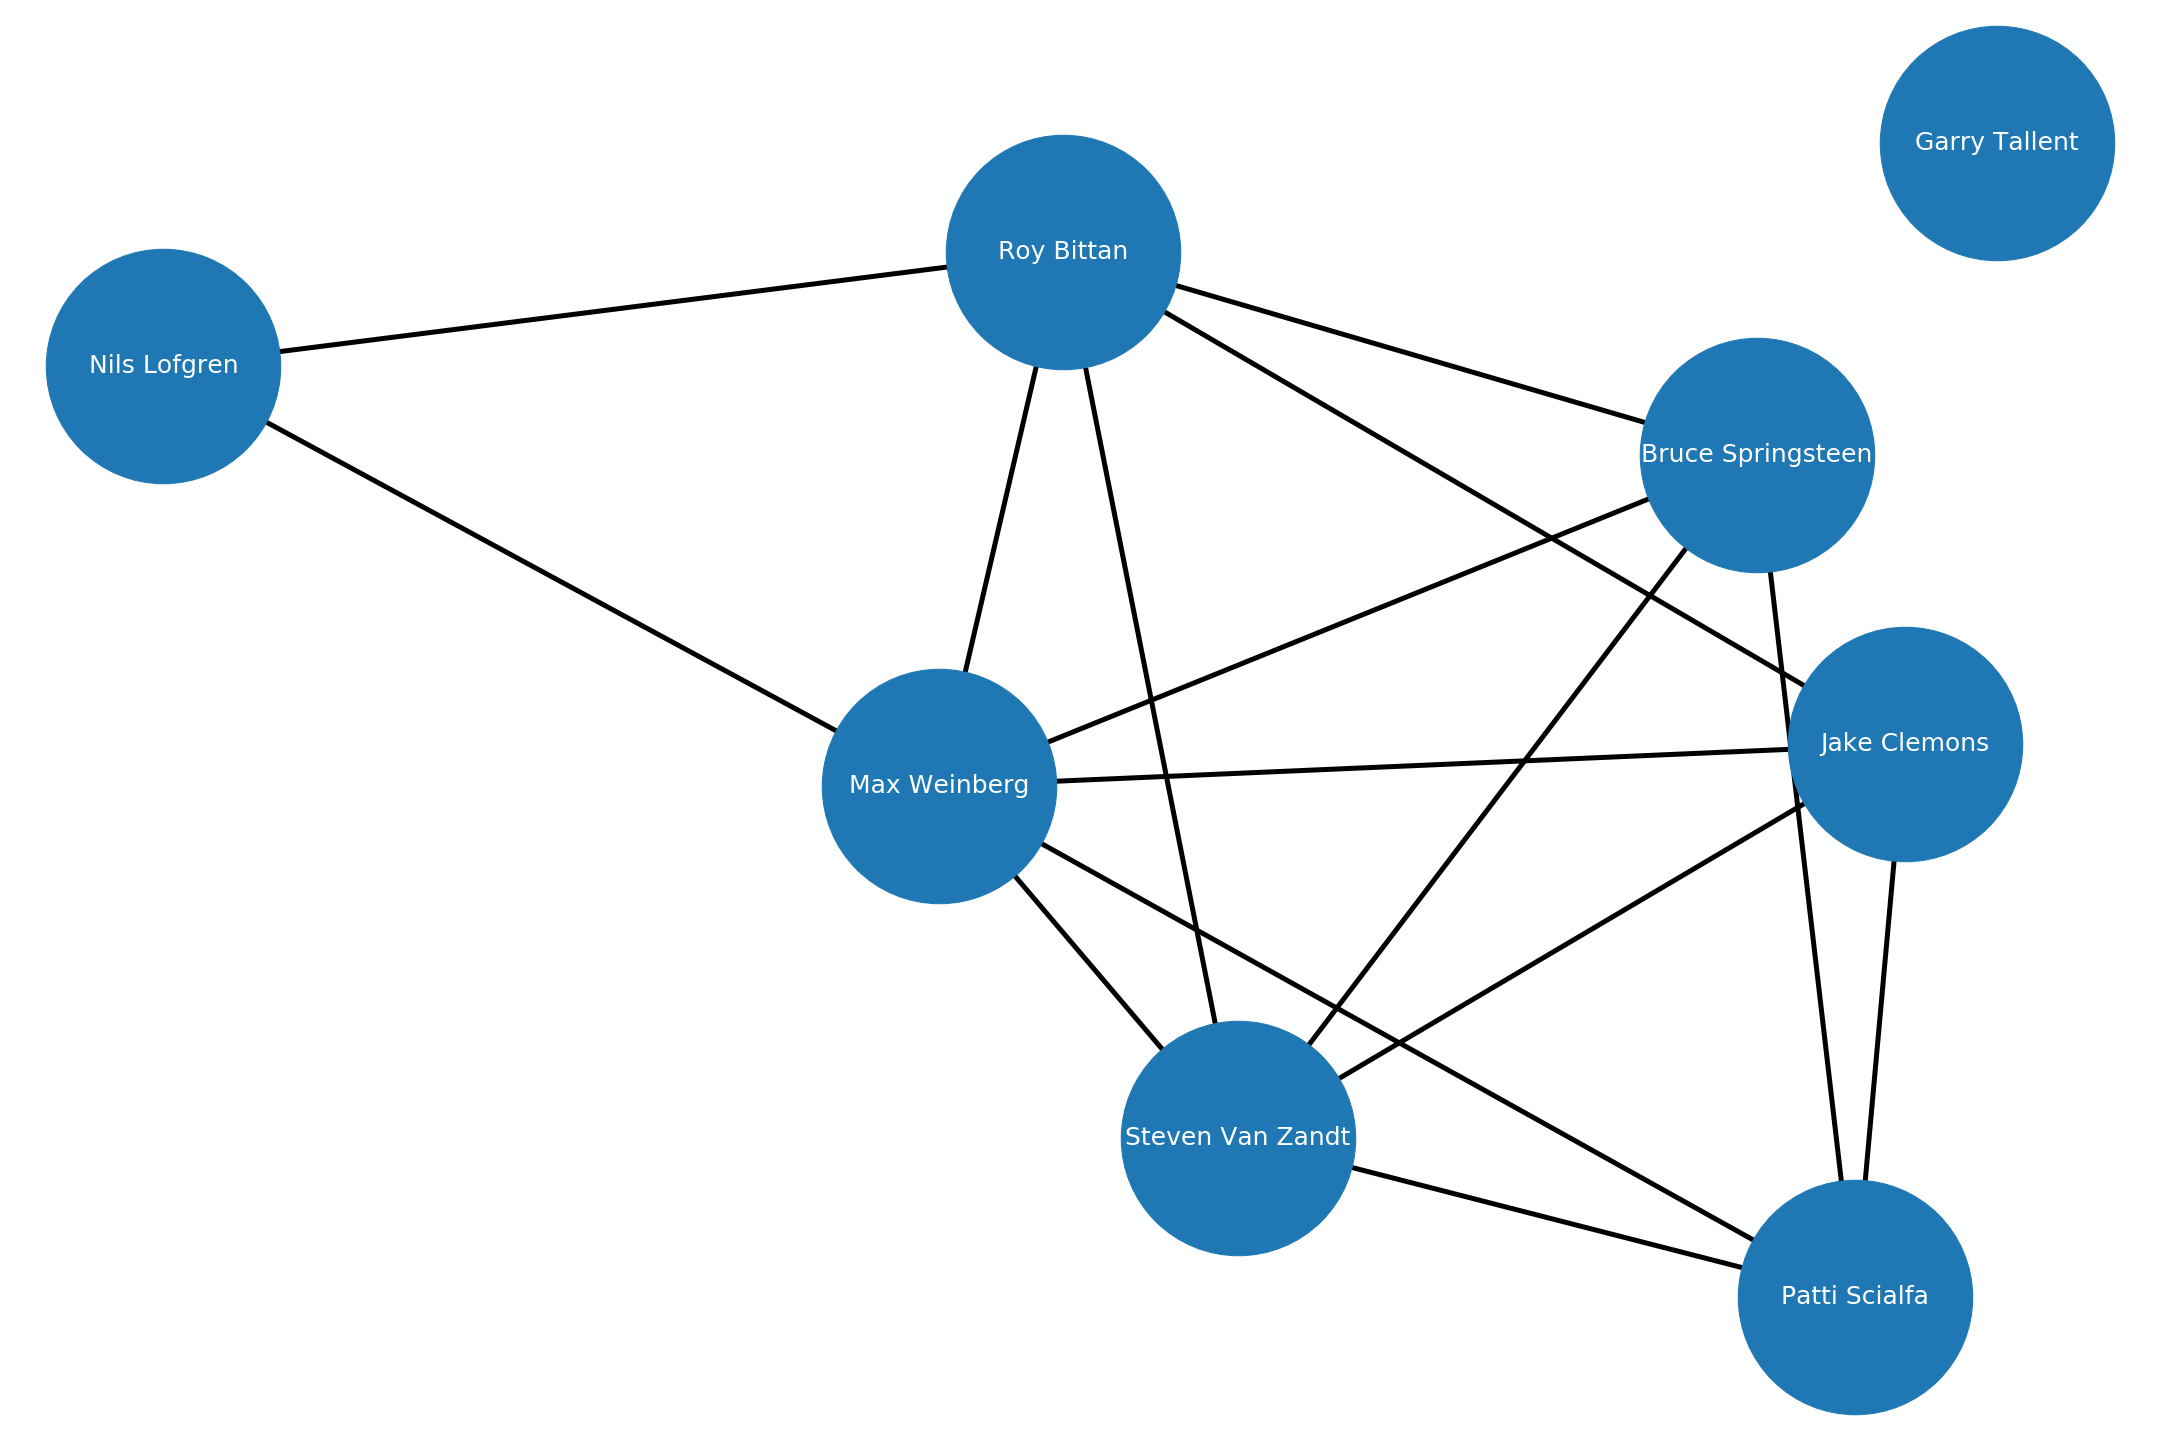 Garry Tallent
Roy Bittan
Nils Lofgren
Bruce Springsteen
Jake Clemons
Max Weinberg
Steven Van Zandt
Patti Scialfa